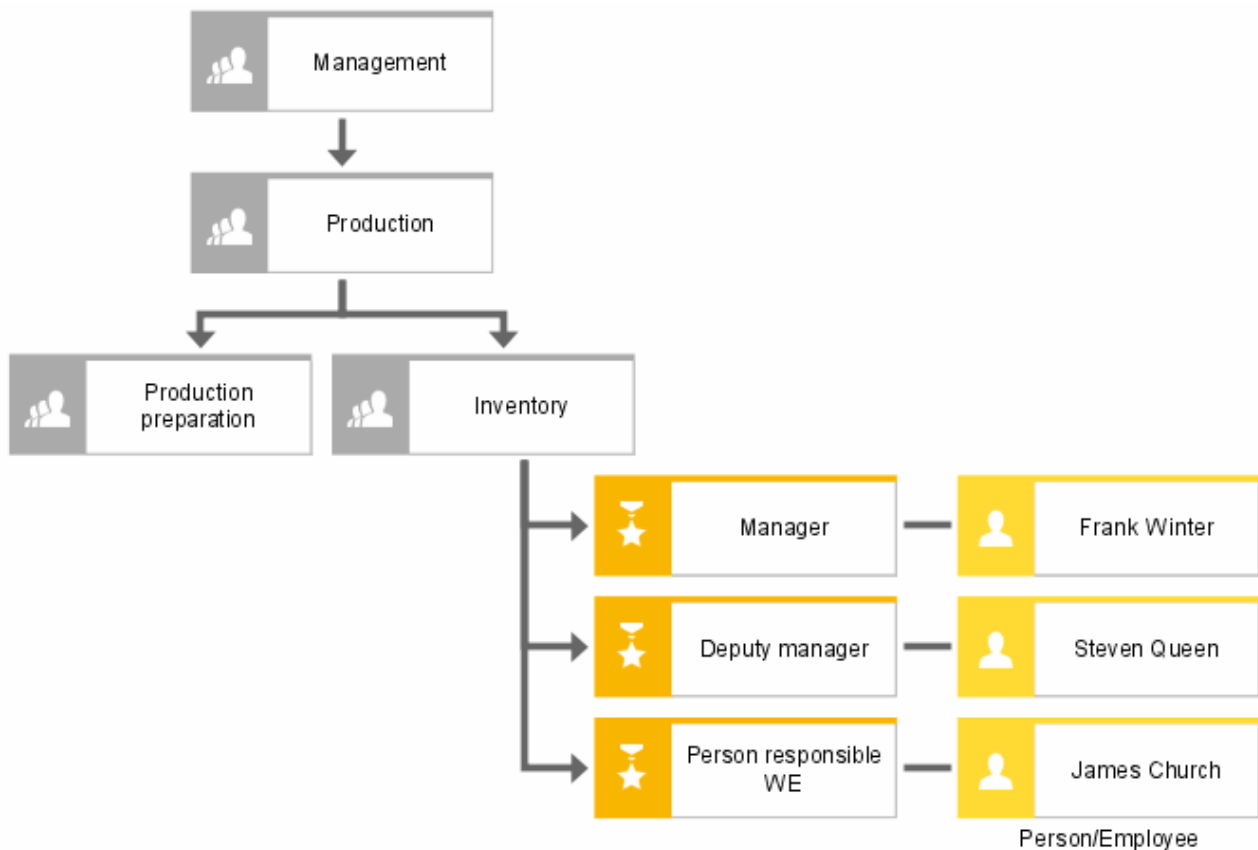 Management
Production
Production
preparation
Inventory
Manager
Frank Winter
Deputy manager
Steven Queen
Person responsible
WE
James Church
Person/Employee